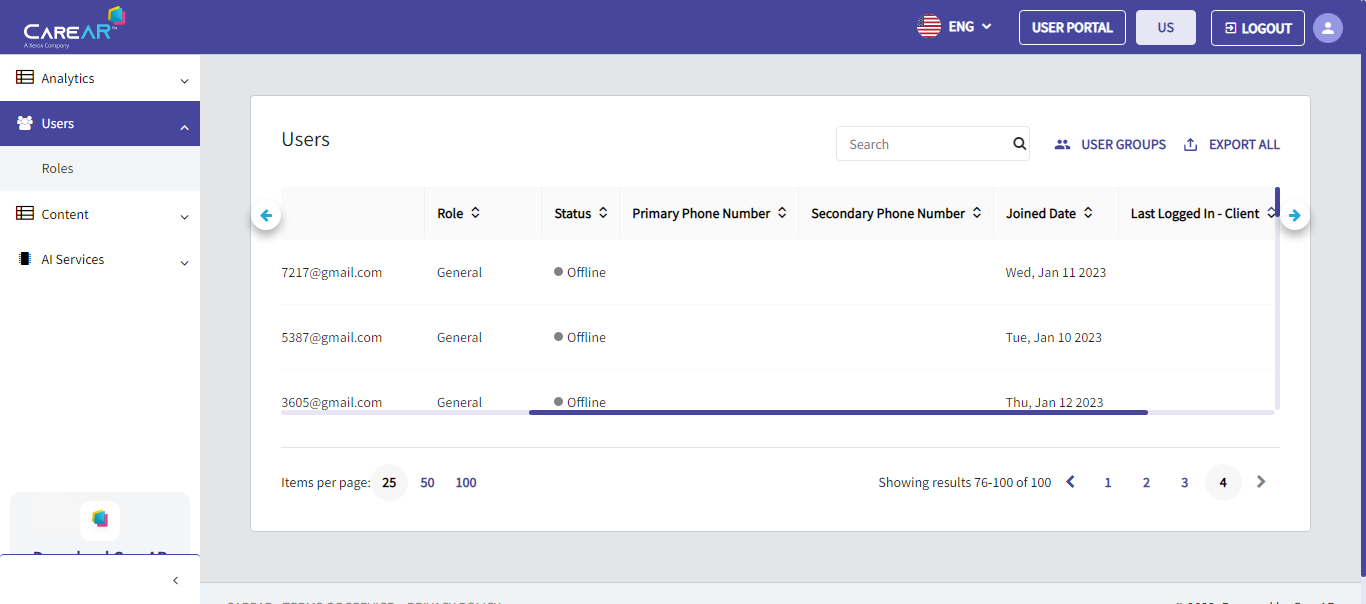 CAREAR™
A Xerox Company
ENG
USER PORTAL
US
LOGOUT
Analytics
Users
Roles
Content
AI Services
Users
Search
USER GROUPS
EXPORT ALL
Role
Status
Primary Phone Number
Secondary Phone Number
Joined Date
Last Logged In - Client
7217@gmail.com General Offline Wed, Jan 11 2023
5387@gmail.com General Offline Tue, Jan 10 2023
3605@gmail.com General Offline Thu, Jan 12 2023
Items per page: 25 50 100
Showing results 76-100 of 100 1 2 3 4